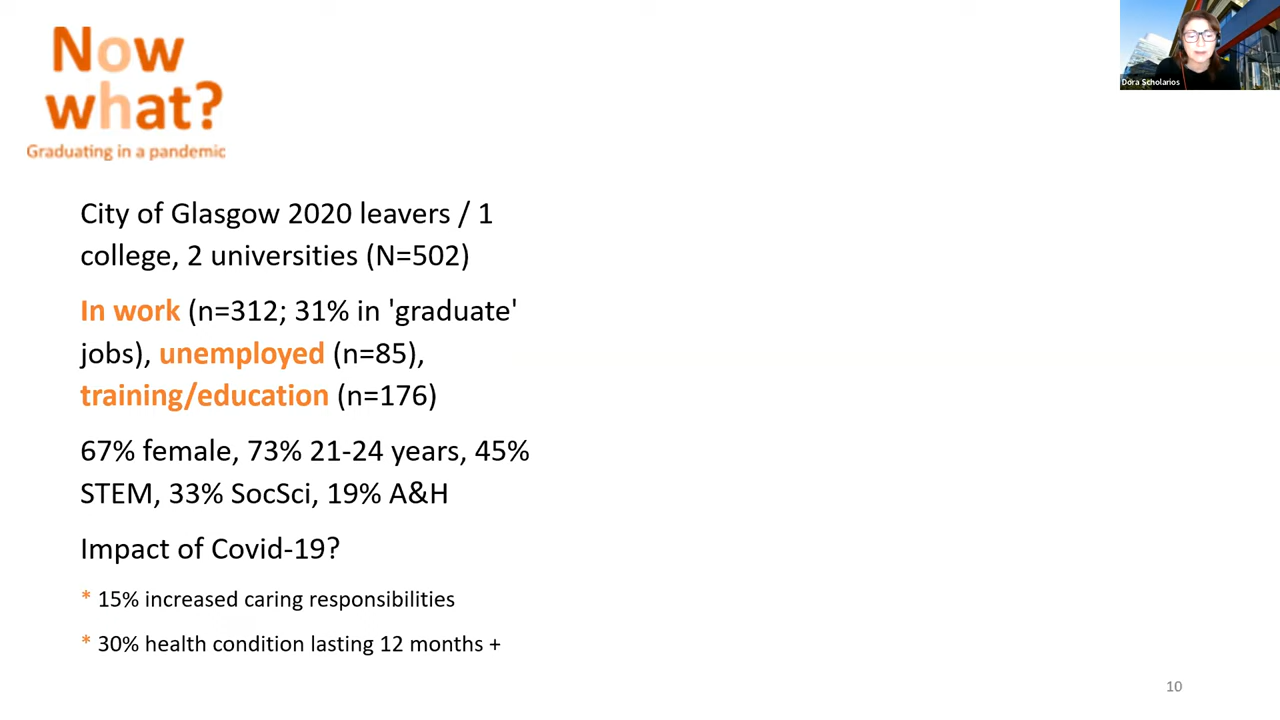 Now
what?
Graduating in a pandemic
Dora Scholarios
City of Glasgow 2020 leavers / 1
college, 2 universities (N=502)
In work (n=312; 31% in 'graduate'
jobs), unemployed (n=85),
training/education (n=176)
67% female, 73% 21-24 years, 45%
STEM, 33% SocSci, 19% A&H
Impact of Covid-19?
* 15% increased caring responsibilities
* 30% health condition lasting 12 months +
10